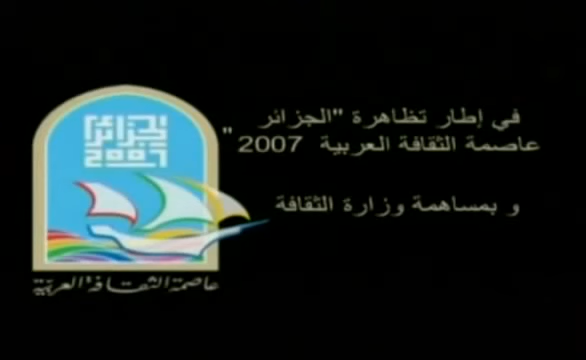 في إطار تظاهرة "الجزائر
عاصمة الثقافة العربية 2007 "
و بمساهمة وزارة الثقافة
الجزائر
2007
عاصمة الثقافة العربية